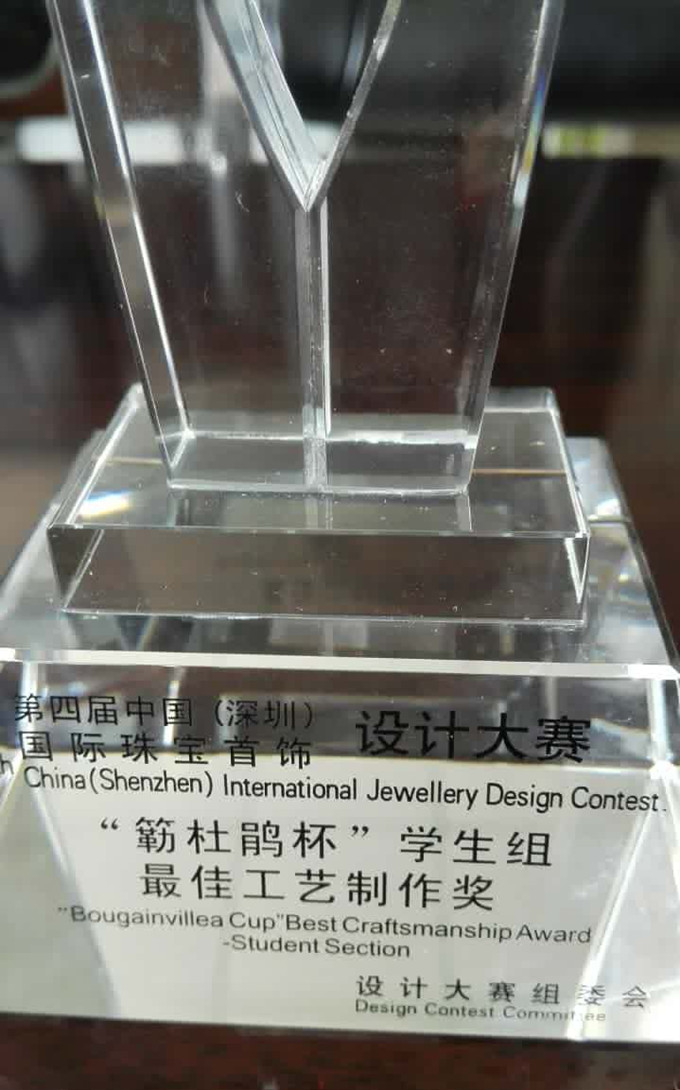 第四届中国(深圳)
国际珠宝首饰 设计大赛
h China(Shenzhen) International Jewellery Design Contest.
“簕杜鹃杯”学生组
最佳工艺制作奖
"Bougainvillea Cup"Best Craftsmanship Award
-Student Section
设计大赛组委会
Design Contest Committee